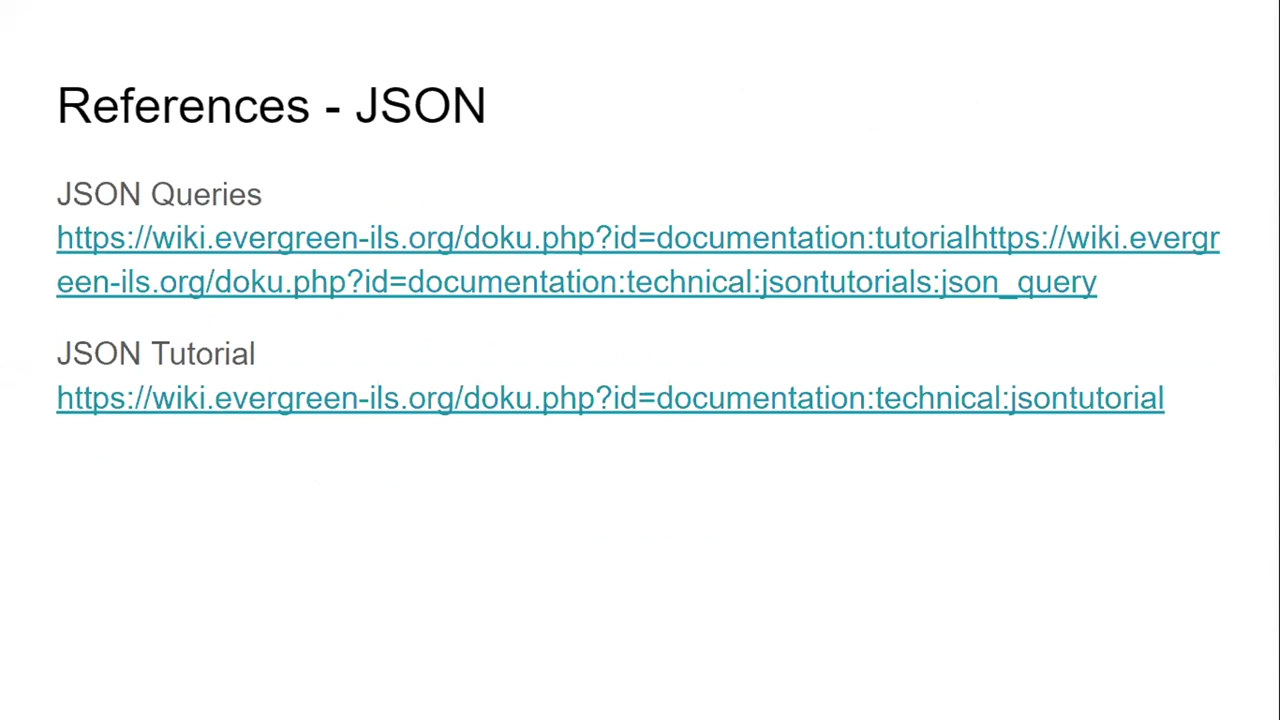 References - JSON
JSON Queries
https://wiki.evergreen-ils.org/doku.php?id=documentation:tutorialhttps://wiki.evergr
een-ils.org/doku.php?id=documentation:technical:jsontutorials:json_query
JSON Tutorial
https://wiki.evergreen-ils.org/doku.php?id=documentation:technical:jsontutorial